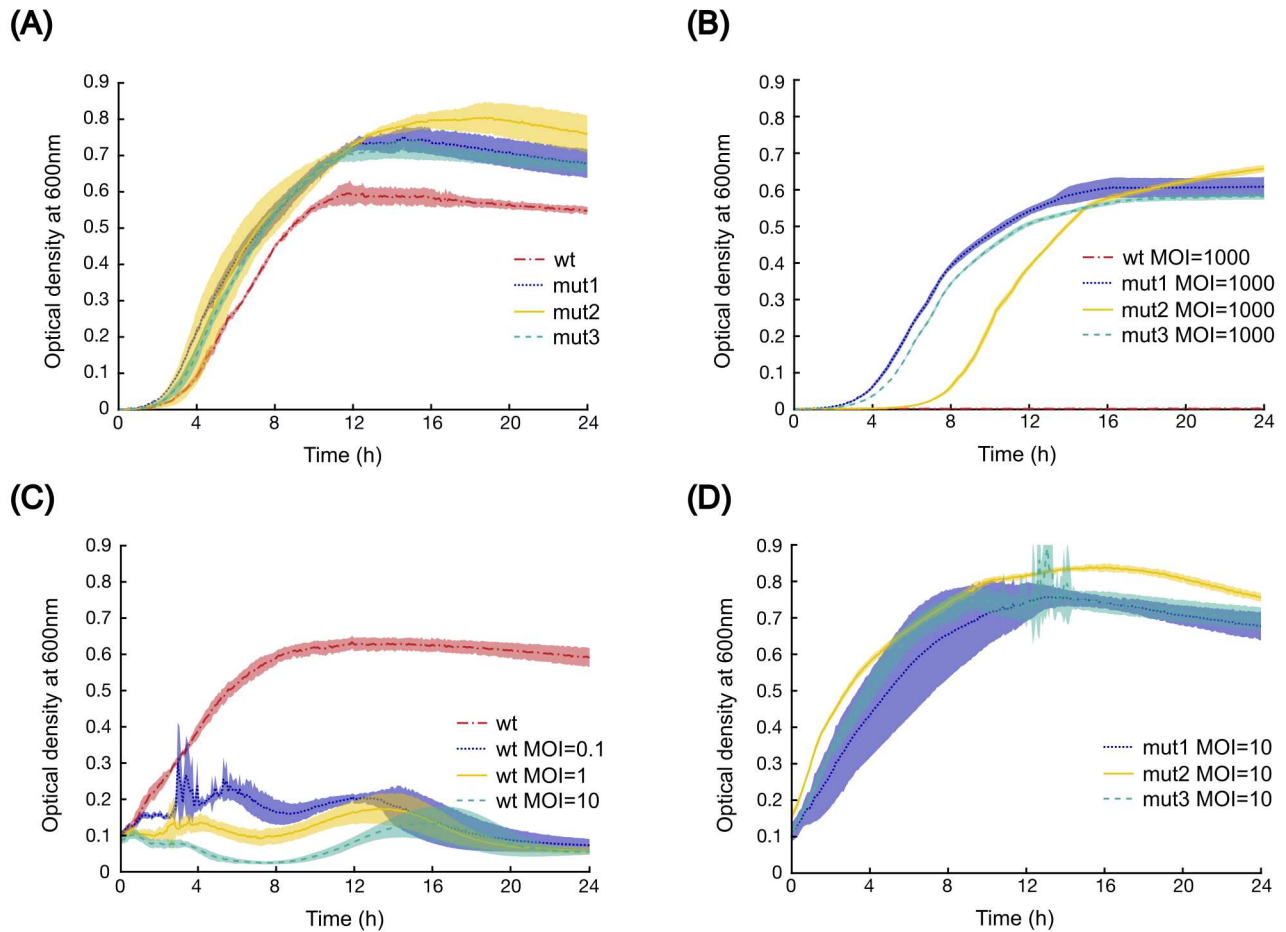 (A)
Optical density at 600nm
0.9
0.8
0.7
0.6
0.5
0.4
0.3
0.2
0.1
0
0 4 8 12 16 20 24
Time (h)
wt
mut1
mut2
mut3
(B)
Optical density at 600nm
0.9
0.8
0.7
0.6
0.5
0.4
0.3
0.2
0.1
0
0 4 8 12 16 20 24
Time (h)
wt MOI=1000
mut1 MOI=1000
mut2 MOI=1000
mut3 MOI=1000
(C)
Optical density at 600nm
0.9
0.8
0.7
0.6
0.5
0.4
0.3
0.2
0.1
0
0 4 8 12 16 20 24
Time (h)
wt
wt MOI=0.1
wt MOI=1
wt MOI=10
(D)
Optical density at 600nm
0.9
0.8
0.7
0.6
0.5
0.4
0.3
0.2
0.1
0
0 4 8 12 16 20 24
Time (h)
mut1 MOI=10
mut2 MOI=10
mut3 MOI=10